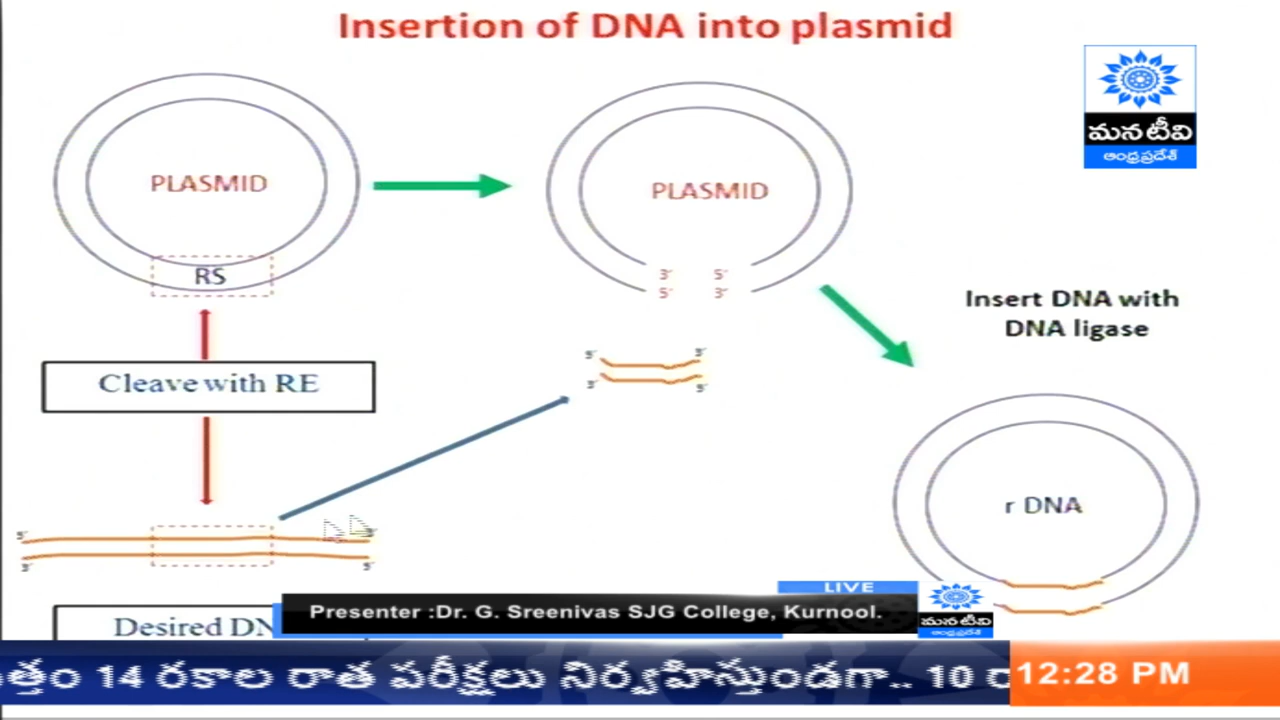 Insertion of DNA into plasmid
మన టీవి
ఆంధ్రప్రదేశ్
PLASMID
PLASMID
RS
3' 5'
5' 3'
Insert DNA with
DNA ligase
Cleave with RE
5' 3'
3' 5'
r DNA
5' 3'
3' 5'
LIVE
Presenter :Dr. G. Sreenivas SJG College, Kurnool.
మన టీవి
ఆంధ్రప్రదేశ్
Desired DN
14 రకాల రాత పరీక్షలు నిర్వహిస్తుండగా.. 10
12:28 PM